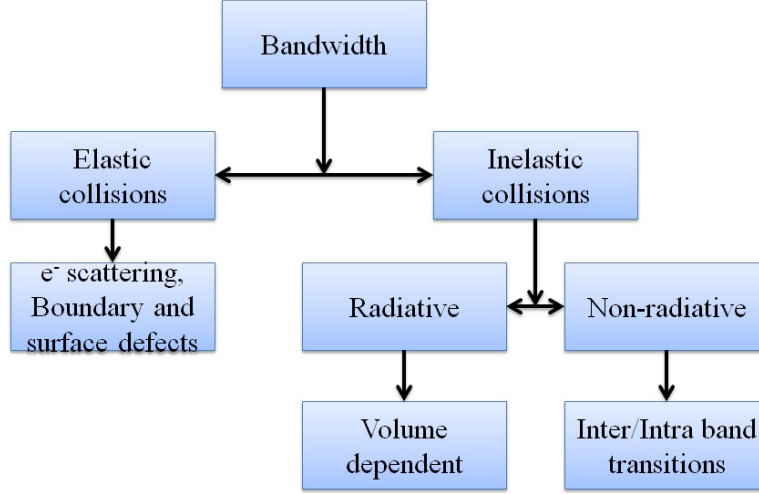 Bandwidth
Elastic
collisions
Inelastic
collisions
e⁻ scattering,
Boundary and
surface defects
Radiative
Non-radiative
Volume
dependent
Inter/Intra band
transitions